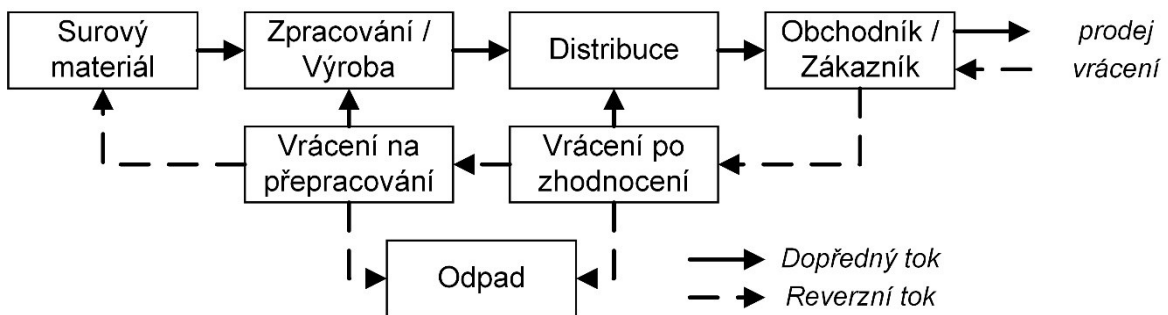 Surový
materiál
Zpracování /
Výroba
Distribuce
Obchodník /
Zákazník
prodej
vrácení
Vrácení na
přepracování
Vrácení po
zhodnocení
Odpad
Dopředný tok
Reverzní tok